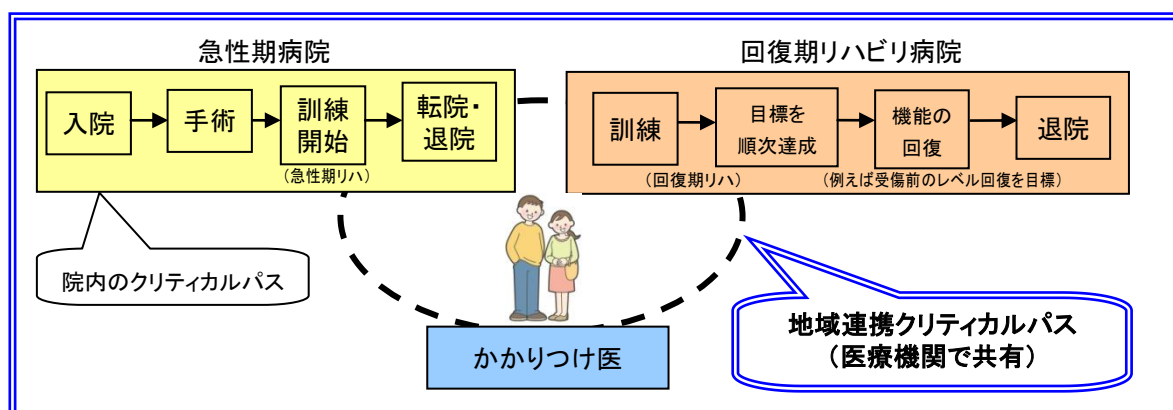 急性期病院
入院
手術
訓練
開始
(急性期リハ)
転院・
退院
院内のクリティカルパス
回復期リハビリ病院
訓練
(回復期リハ)
目標を
順次達成
機能の
回復
(例えば受傷前のレベル回復を目標)
退院
かかりつけ医
地域連携クリティカルパス
(医療機関で共有)